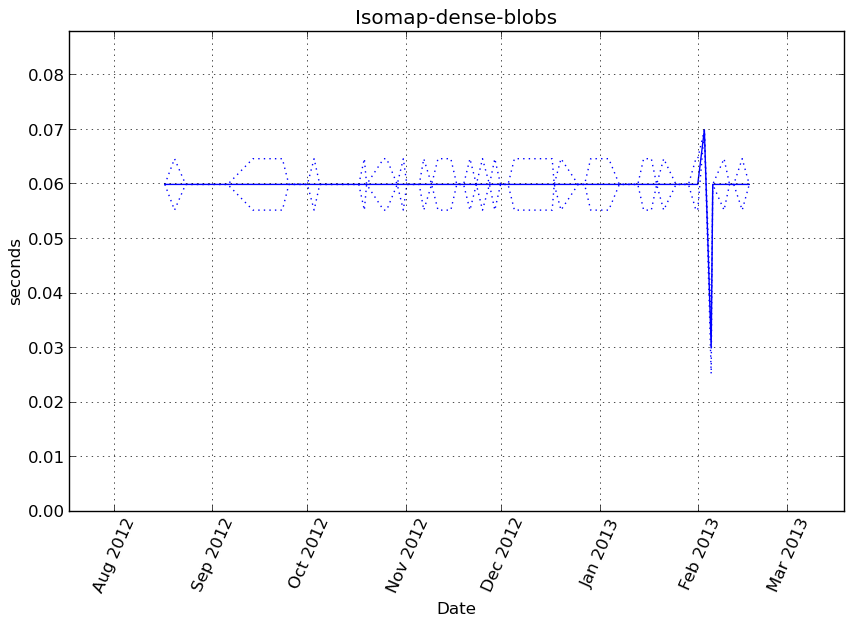 Isomap-dense-blobs
0.08
0.07
0.06
0.05
0.04
0.03
0.02
0.01
0.00
seconds
Aug 2012
Sep 2012
Oct 2012
Nov 2012
Dec 2012
Jan 2013
Feb 2013
Mar 2013
Date